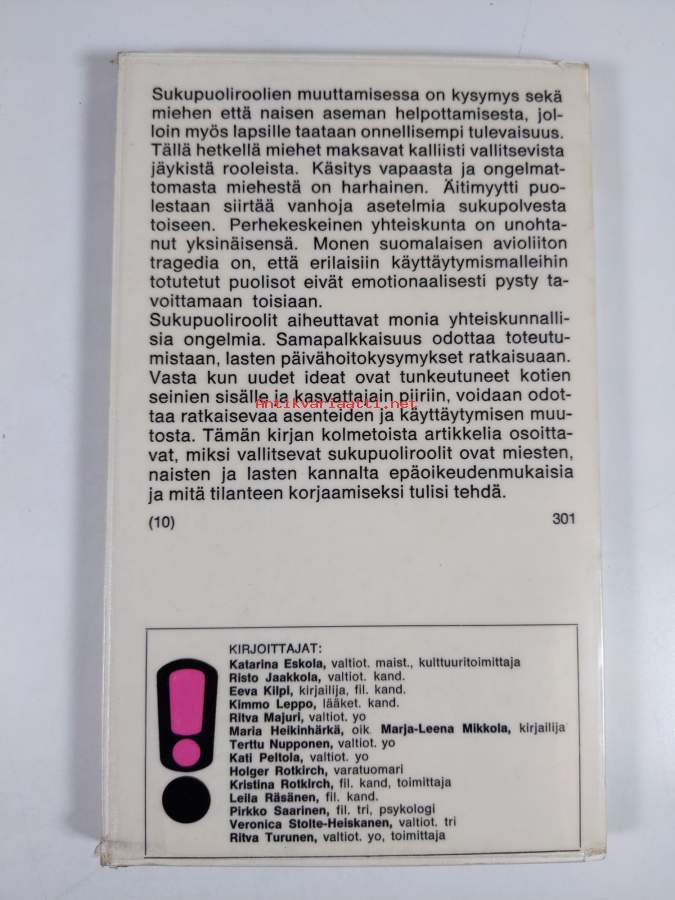 Sukupuoliroolien muuttamisessa on kysymys sekä
miehen että naisen aseman helpottamisesta, jol-
loin myös lapsille taataan onnellisempi tulevaisuus.
Tällä hetkellä miehet maksavat kalliisti vallitsevista
jäykistä rooleista. Käsitys vapaasta ja ongelmat-
tomasta miehestä on harhainen. Äitimyytti puo-
lestaan siirtää vanhoja asetelmia sukupolvesta
toiseen. Perhekeskeinen yhteiskunta on unohta-
nut yksinäisensä. Monen suomalaisen avioliiton
tragedia on, että erilaisiin käyttäytymismalleihin
totutetut puolisot eivät emotionaalisesti pysty ta-
voittamaan toisiaan.
Sukupuoliroolit aiheuttavat monia yhteiskunnalli-
sia ongelmia. Samapalkkaisuus odottaa toteutu-
mistaan, lasten päivähoitokysymykset ratkaisuaan.
Vasta kun uudet ideat ovat tunkeutuneet kotien
seinien sisälle ja kasvattajain piiriin, voidaan odot-
Antikvariaatti.net
taa ratkaisevaa asenteiden ja käyttäytymisen muu-
tosta. Tämän kirjan kolmetoista artikkelia osoitta-
vat, miksi vallitsevat sukupuoliroolit ovat miesten,
naisten ja lasten kannalta epäoikeudenmukaisia
ja mitä tilanteen korjaamiseksi tulisi tehdä.
(10) 301
KIRJOITTAJAT:
Katarina Eskola, valtiot. maist., kulttuuritoimittaja
Risto Jaakkola, valtiot. kand.
Eeva Kilpi, kirjailija, fil. kand.
Kimmo Leppo, lääket. kand.
Ritva Majuri, valtiot. yo
Maria Heikinhärkä, oik. Marja-Leena Mikkola, kirjailija
Terttu Nupponen, valtiot. yo
Kati Peltola, valtiot. yo
Holger Rotkirch, varatuomari
Kristina Rotkirch, fil. kand, toimittaja
Leila Räsänen, fil. kand.
Pirkko Saarinen, fil. tri, psykologi
Veronica Stolte-Heiskanen, valtiot. tri
Ritva Turunen, valtiot. yo, toimittaja